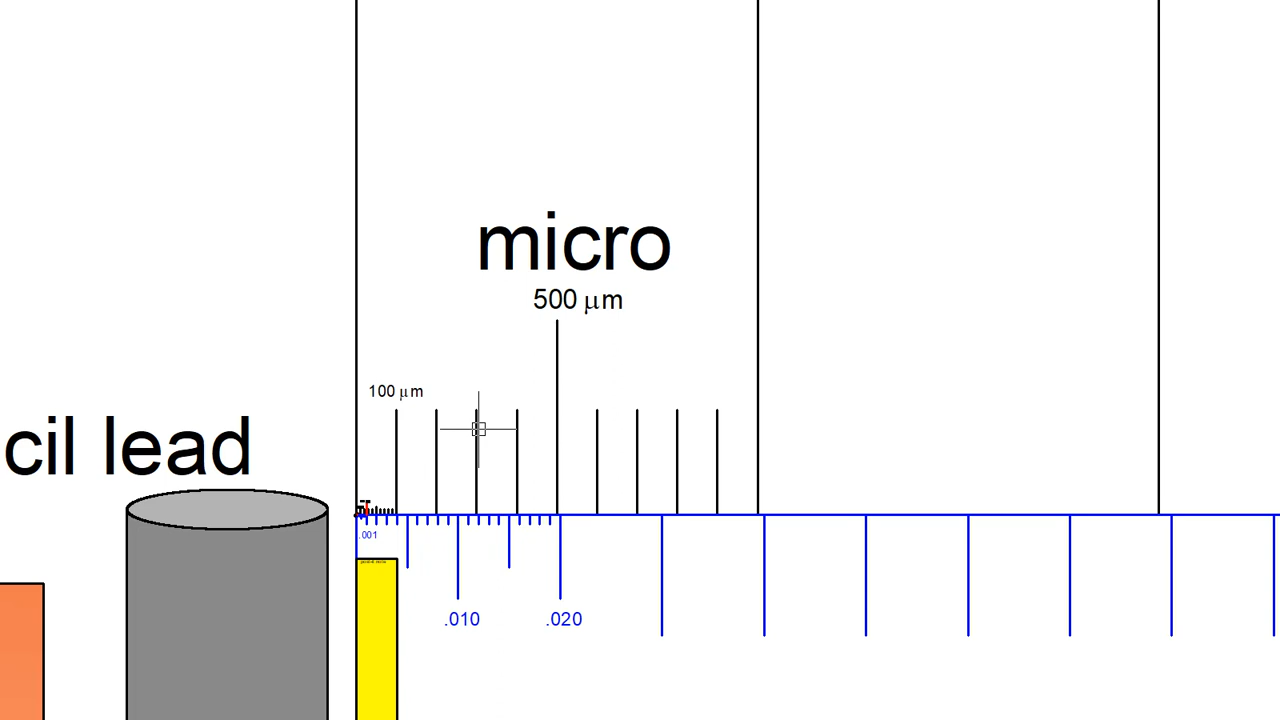 micro
500 μm
100 μm
cil lead
.001
.010
.020